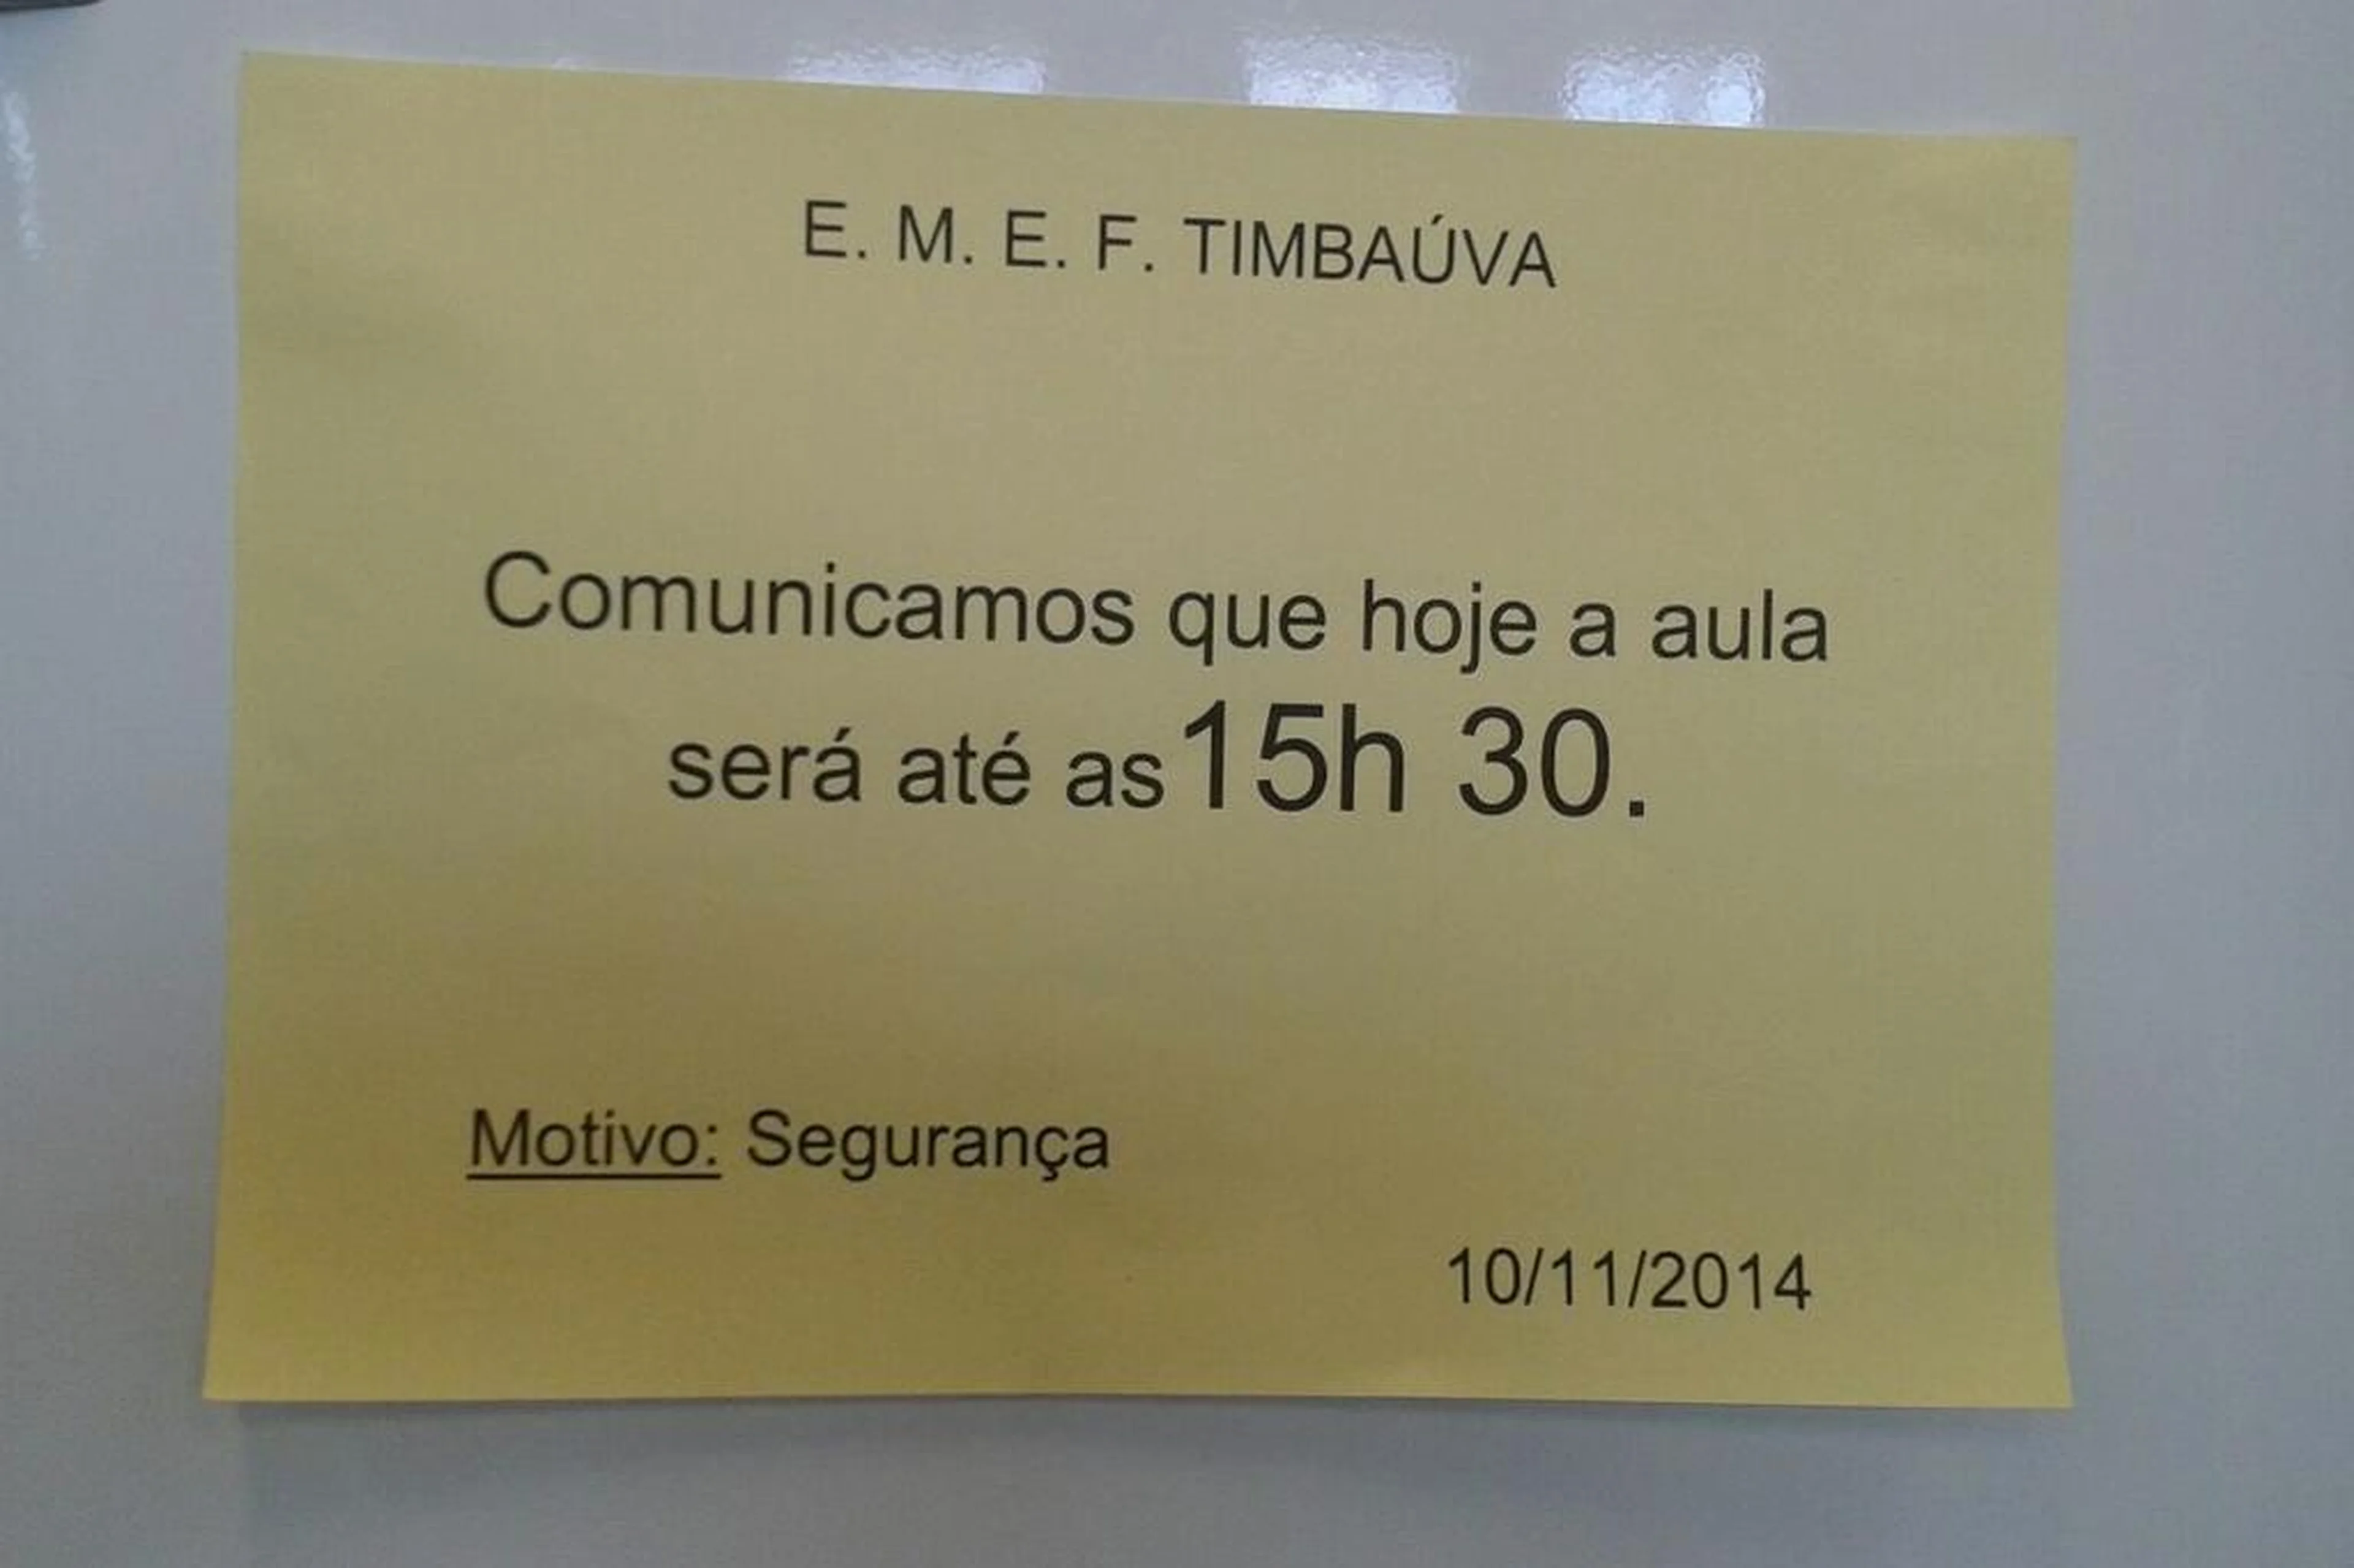 E. M. E. F. TIMBAÚVA
Comunicamos que hoje a aula
será até as 15h 30.
Motivo: Segurança
10/11/2014